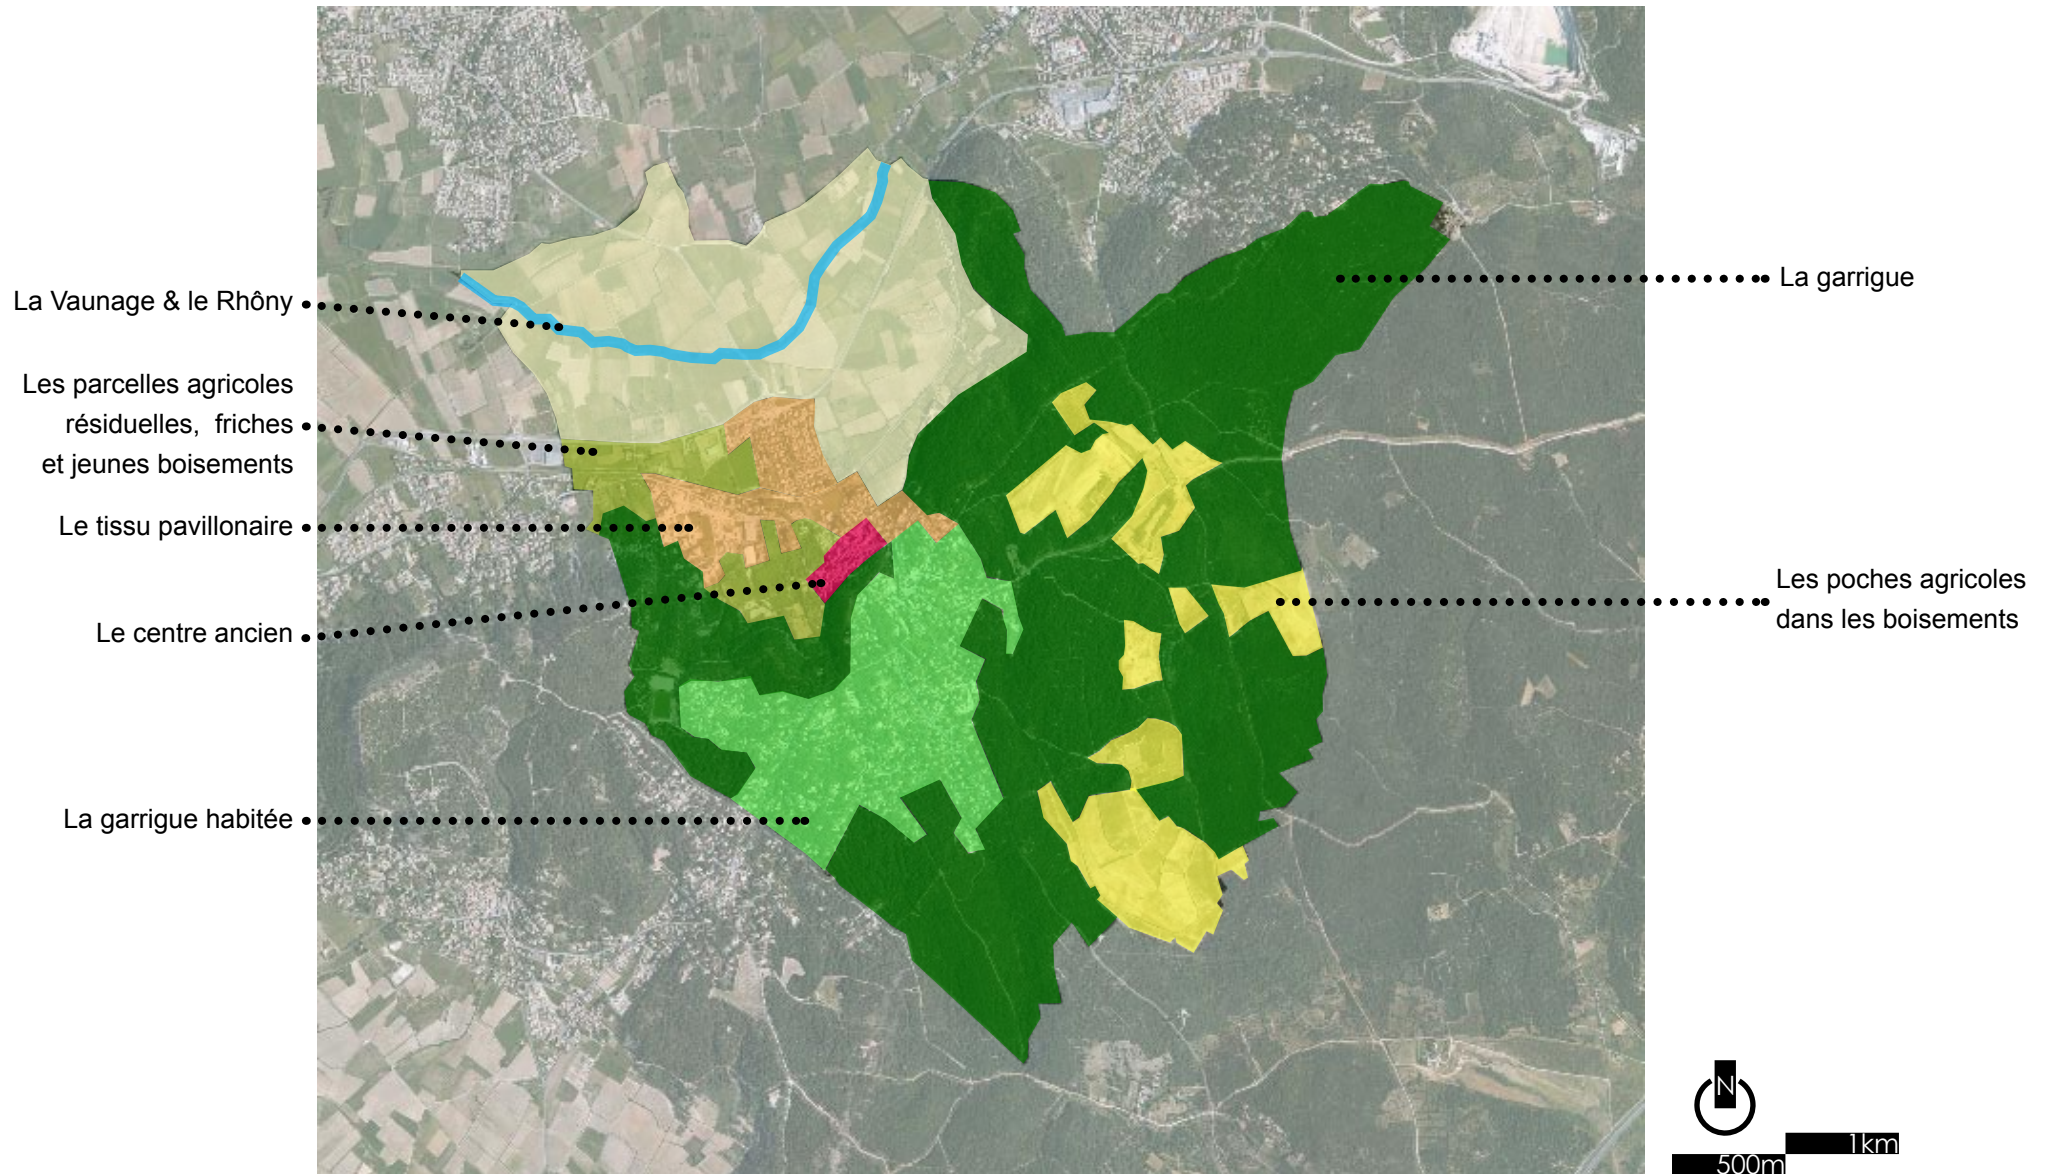 La Vaunage & le Rhôny
Les parcelles agricoles
résiduelles, friches
et jeunes boisements
Le tissu pavillonaire
Le centre ancien
La garrigue habitée
La garrigue
Les poches agricoles
dans les boisements
N
1km
500m